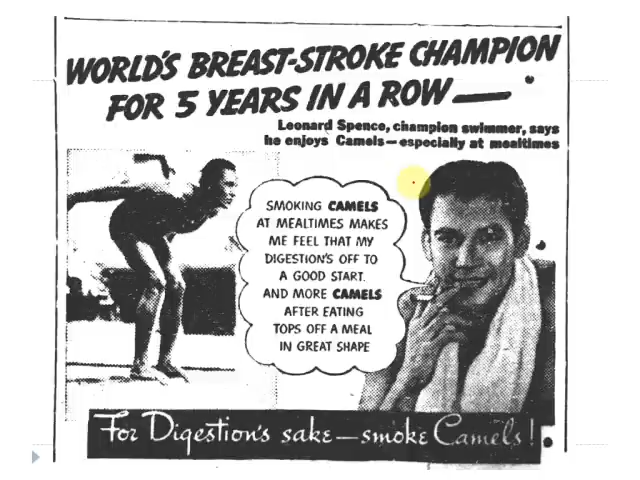 WORLD'S BREAST-STROKE CHAMPION
FOR 5 YEARS IN A ROW—
Leonard Spence, champion swimmer, says
he enjoys Camels—especially at mealtimes
SMOKING CAMELS
AT MEALTIMES MAKES
ME FEEL THAT MY
DIGESTION'S OFF TO
A GOOD START.
AND MORE CAMELS
AFTER EATING
TOPS OFF A MEAL
IN GREAT SHAPE
For Digestion's sake—smoke Camels!